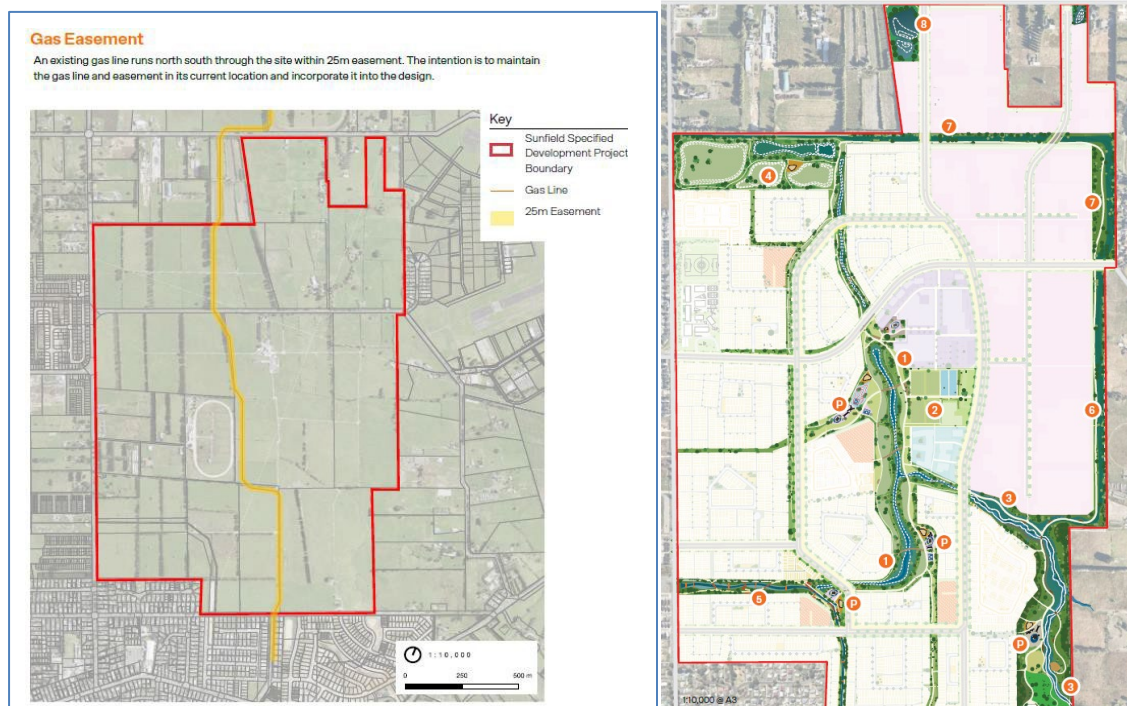 Gas Easement
An existing gas line runs north south through the site within 25m easement. The intention is to maintain
the gas line and easement in its current location and incorporate it into the design.
Key
Sunfield Specified
Development Project
Boundary
Gas Line
25m Easement
1:10,000
0 250 500 m
8
7
4
7
1
P
2
6
3
P
1
5
P
P
3
1:10,000 @ A3